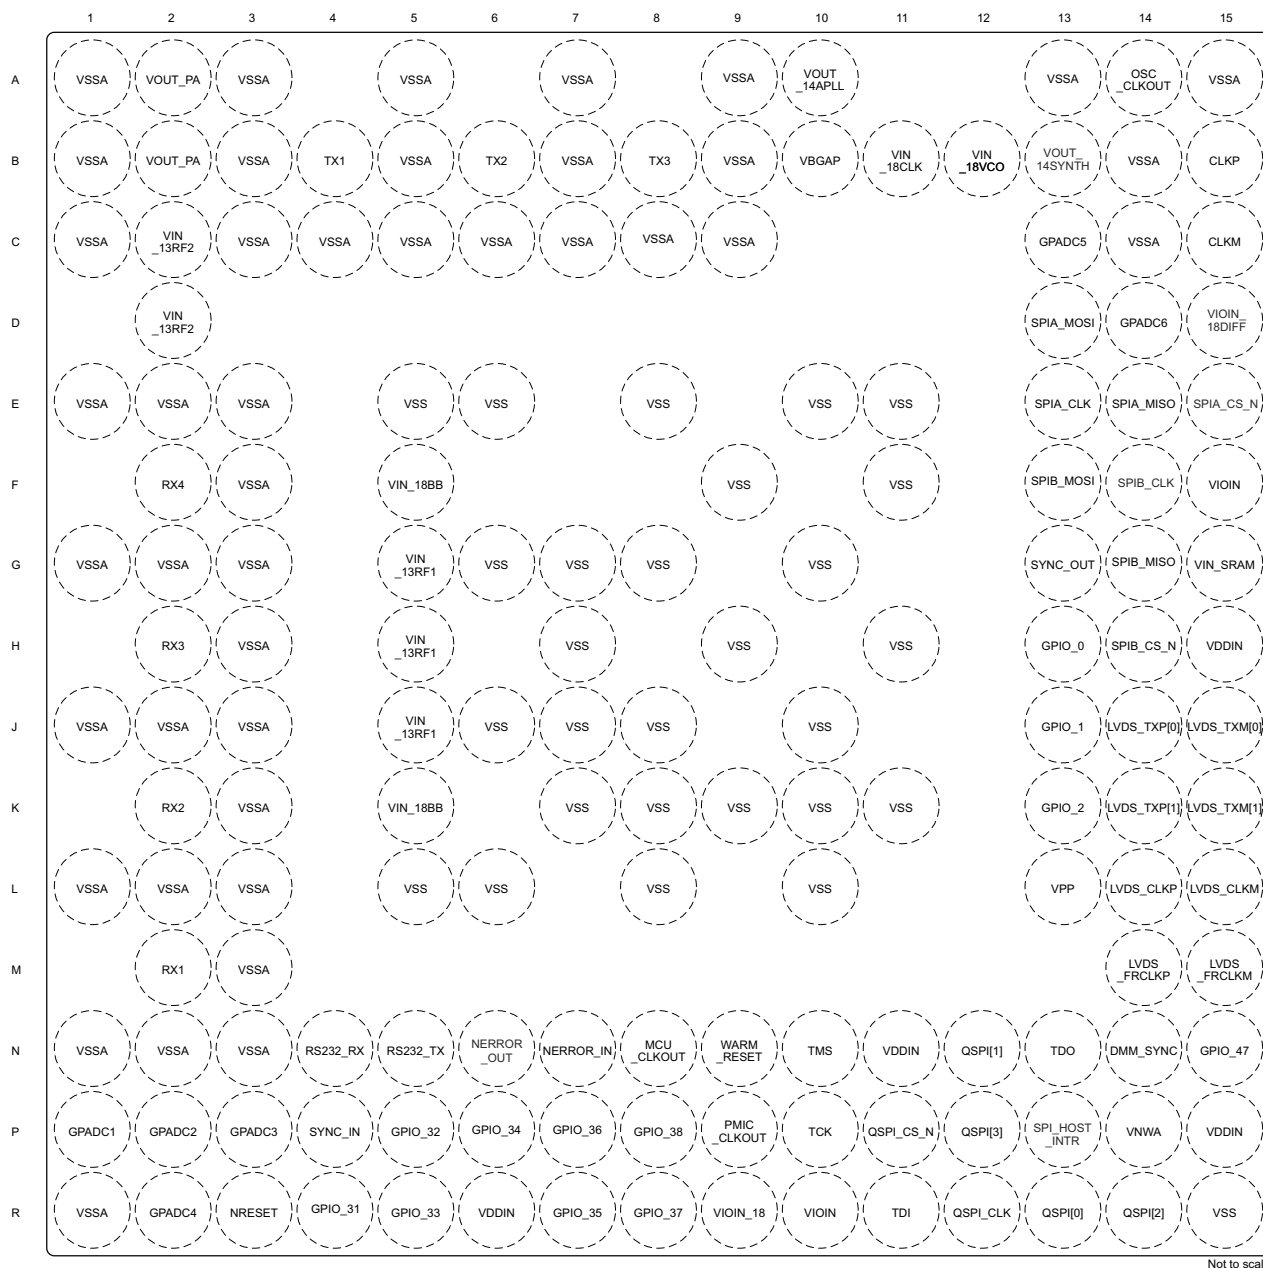 1 2 3 4 5 6 7 8 9 10 11 12 13 14 15
A VSSA VOUT_PA VSSA VSSA VSSA VSSA VOUT _14APLL VSSA OSC _CLKOUT VSSA
B VSSA VOUT_PA VSSA TX1 VSSA TX2 VSSA TX3 VSSA VBGAP VIN _18CLK VIN _18VCO VOUT_ 14SYNTH VSSA CLKP
C VSSA VIN _13RF2 VSSA VSSA VSSA VSSA VSSA VSSA VSSA GPADC5 VSSA CLKM
D VIN _13RF2 SPIA_MOSI GPADC6 VIOIN_ 18DIFF
E VSSA VSSA VSSA VSS VSS VSS VSS VSS SPIA_CLK SPIA_MISO SPIA_CS_N
F RX4 VSSA VIN_18BB VSS VSS SPIB_MOSI SPIB_CLK VIOIN
G VSSA VSSA VSSA VIN _13RF1 VSS VSS VSS VSS SYNC_OUT SPIB_MISO VIN_SRAM
H RX3 VSSA VIN _13RF1 VSS VSS VSS GPIO_0 SPIB_CS_N VDDIN
J VSSA VSSA VSSA VIN _13RF1 VSS VSS VSS VSS GPIO_1 LVDS_TXP[0] LVDS_TXM[0]
K RX2 VSSA VIN_18BB VSS VSS VSS VSS VSS GPIO_2 LVDS_TXP[1] LVDS_TXM[1]
L VSSA VSSA VSSA VSS VSS VSS VSS VPP LVDS_CLKP LVDS_CLKM
M RX1 VSSA LVDS _FRCLKP LVDS _FRCLKM
N VSSA VSSA VSSA RS232_RX RS232_TX NERROR _OUT NERROR_IN MCU _CLKOUT WARM _RESET TMS VDDIN QSPI[1] TDO DMM_SYNC GPIO_47
P GPADC1 GPADC2 GPADC3 SYNC_IN GPIO_32 GPIO_34 GPIO_36 GPIO_38 PMIC _CLKOUT TCK QSPI_CS_N QSPI[3] SPI_HOST _INTR VNWA VDDIN
R VSSA GPADC4 NRESET GPIO_31 GPIO_33 VDDIN GPIO_35 GPIO_37 VIOIN_18 VIOIN TDI QSPI_CLK QSPI[0] QSPI[2] VSS
Not to scal